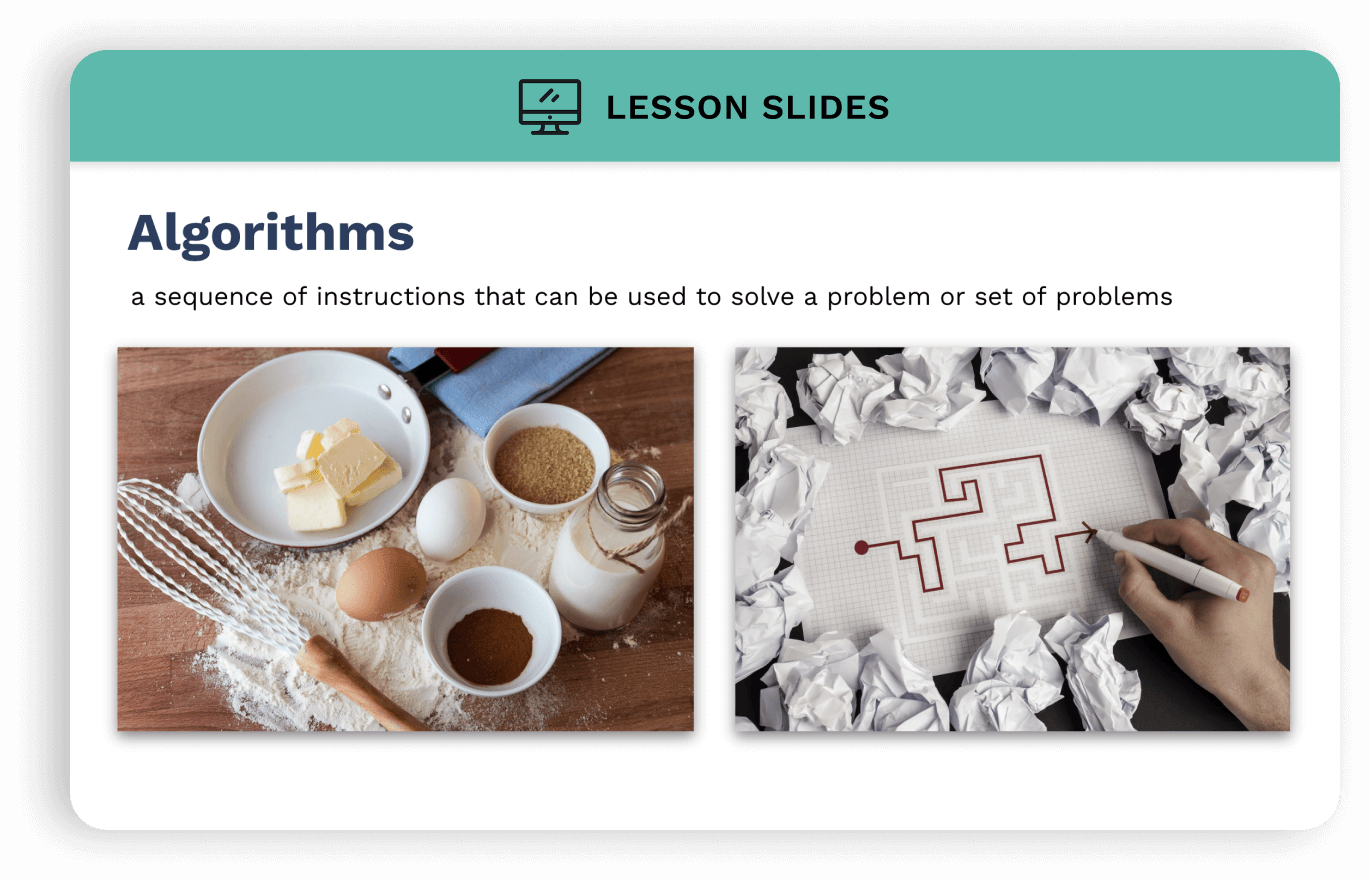 LESSON SLIDES
Algorithms
a sequence of instructions that can be used to solve a problem or set of problems